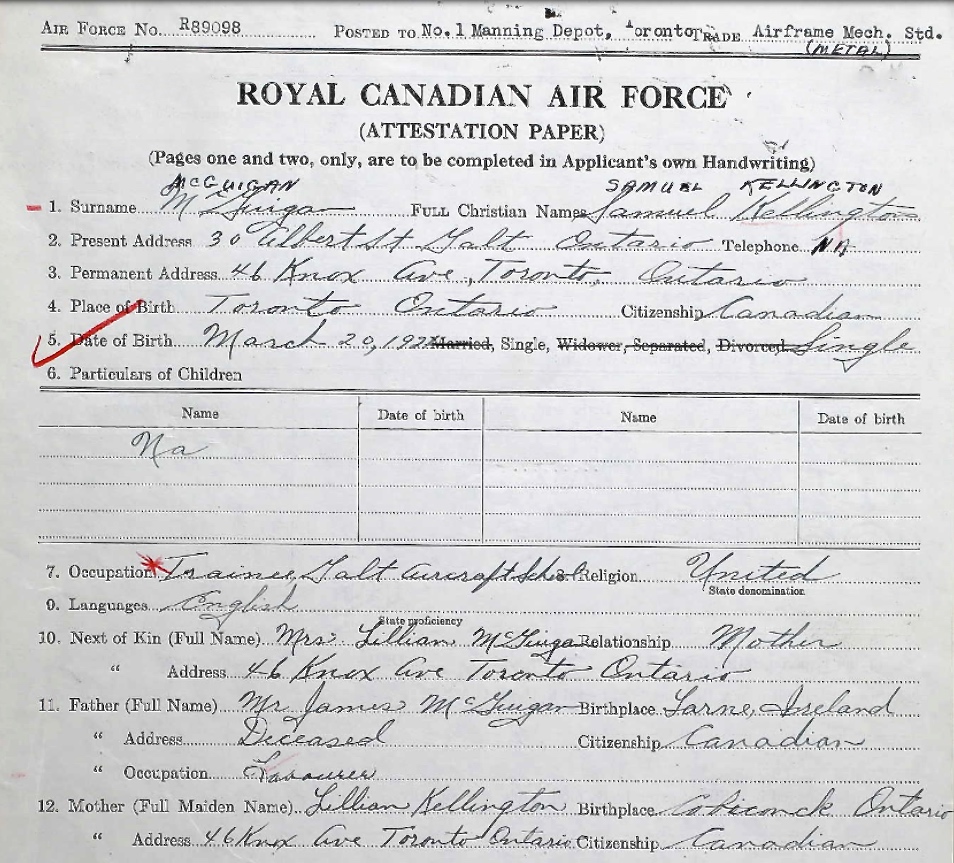 AIR FORCE No. R89098 POSTED TO No. 1 Manning Depot, Toronto TRADE Airframe Mech. Std.
(METAL)
ROYAL CANADIAN AIR FORCE
(ATTESTATION PAPER)
(Pages one and two, only, are to be completed in Applicant's own Handwriting)
McGUIGAN SAMUEL KELLINGTON
1. Surname McGuigan FULL Christian Names Samuel Kellington
2. Present Address 30 Albert St Galt Ontario Telephone NA
3. Permanent Address 46 Knox Ave, Toronto, Ontario
4. Place of Birth Toronto Ontario Citizenship Canadian
5. Date of Birth March 20, 192 Married, Single, Widower, Separated, Divorced Single
6. Particulars of Children
Name Date of birth Name Date of birth
Na
7. Occupation Trainee, Galt Aircraft School 8. Religion United
State denomination
9. Languages English
State proficiency
10. Next of Kin (Full Name) Mrs. Lillian McGuigan Relationship Mother
" Address 46 Knox Ave Toronto Ontario
11. Father (Full Name) Mr James McGuigan Birthplace Larne, Ireland
" Address Deceased Citizenship Canadian
" Occupation Labourer
12. Mother (Full Maiden Name) Lillian Kellington Birthplace Coboconck Ontario
" Address 46 Knox Ave Toronto Ontario Citizenship Canadian